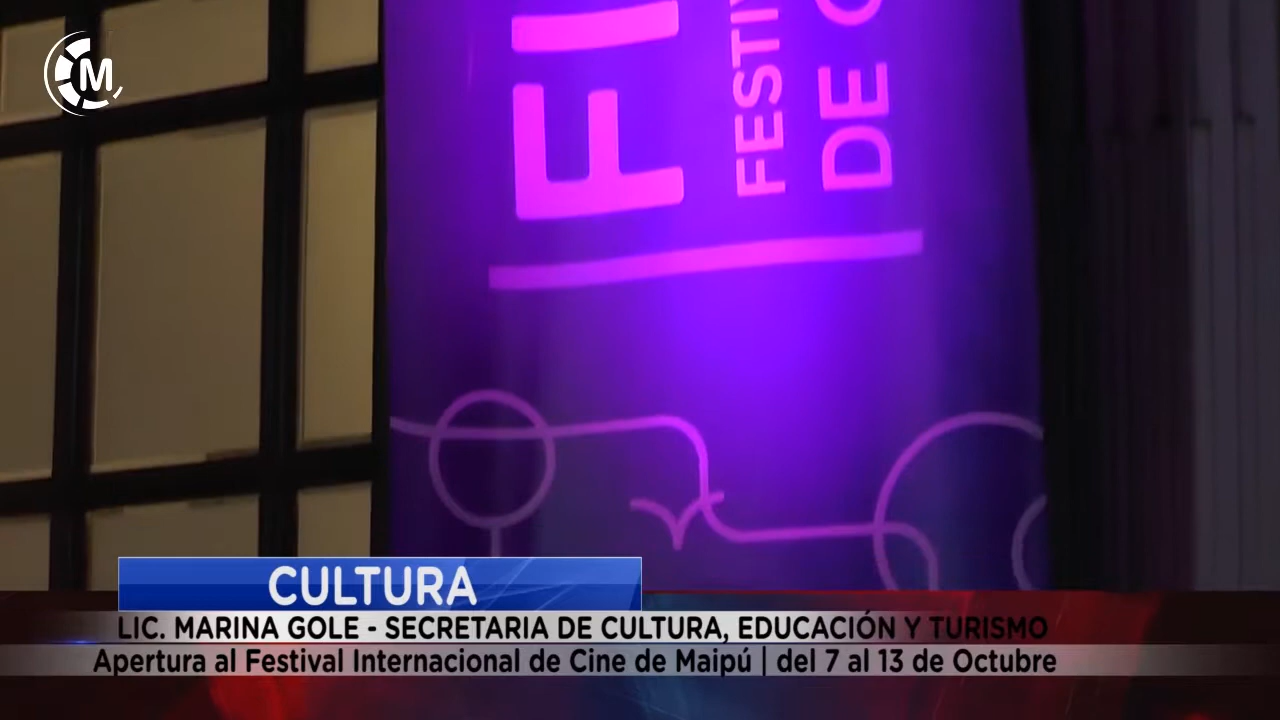 M
FI
FESTIV
DE C
CULTURA
LIC. MARINA GOLE - SECRETARIA DE CULTURA, EDUCACIÓN Y TURISMO
Apertura al Festival Internacional de Cine de Maipú | del 7 al 13 de Octubre